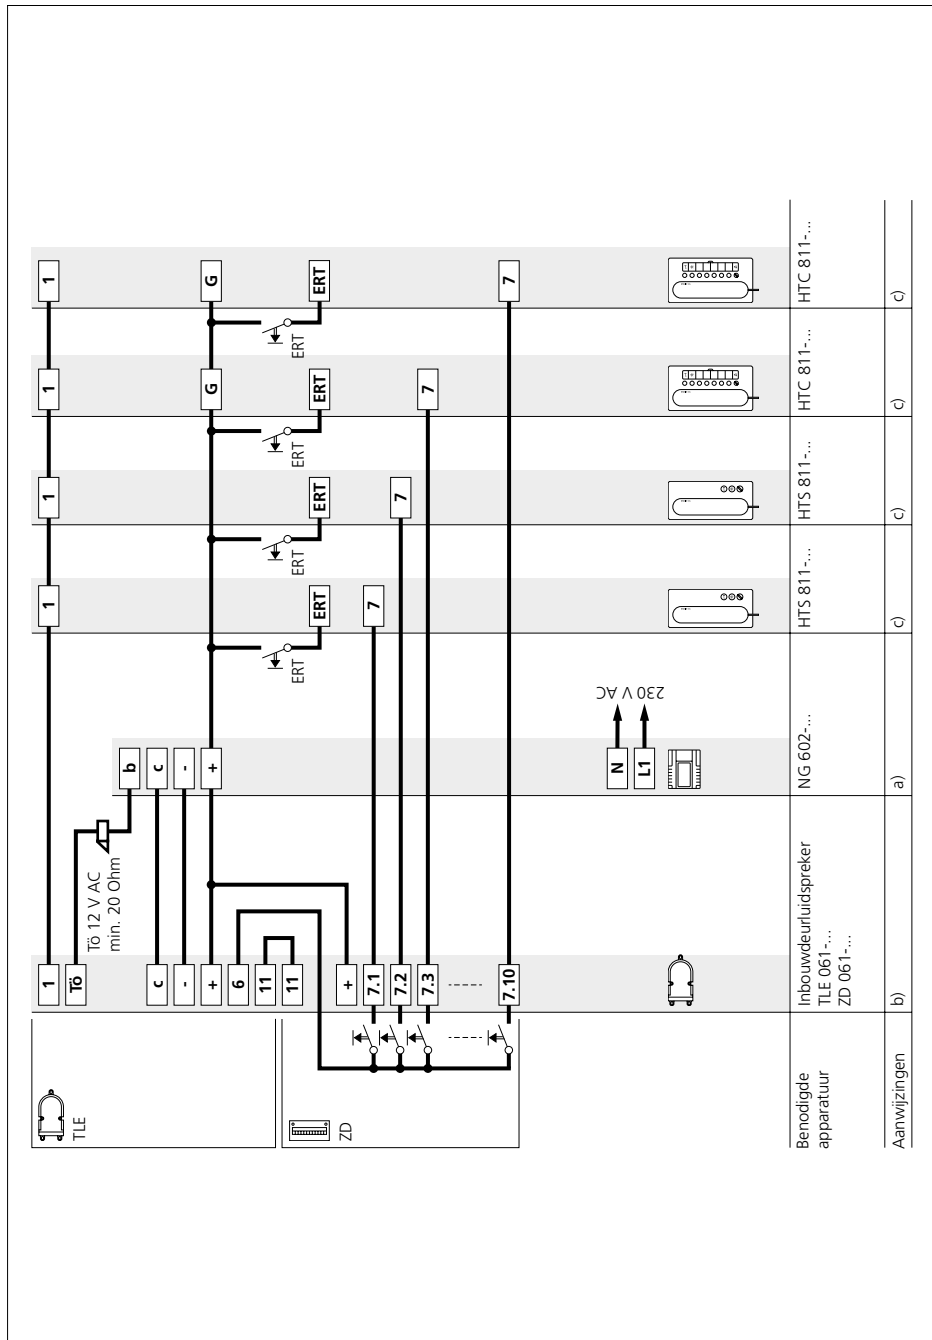 1 1 1 1 1
TLE
Tö
Tö 12 V AC
min. 20 Ohm
b
c c
- -
+ + G G
6
11
ERT ERT ERT ERT
11
ERT ERT ERT ERT
ZD
+
7.1 7
7.2 7
7.3 7
7.10 7
N
230 V AC
L1
Benodigde
apparatuur
Inbouwdeurluidspreker
TLE 061-...
ZD 061-...
NG 602-...
HTS 811-...
HTS 811-...
HTC 811-...
HTC 811-...
Aanwijzingen
b)
a)
c)
c)
c)
c)